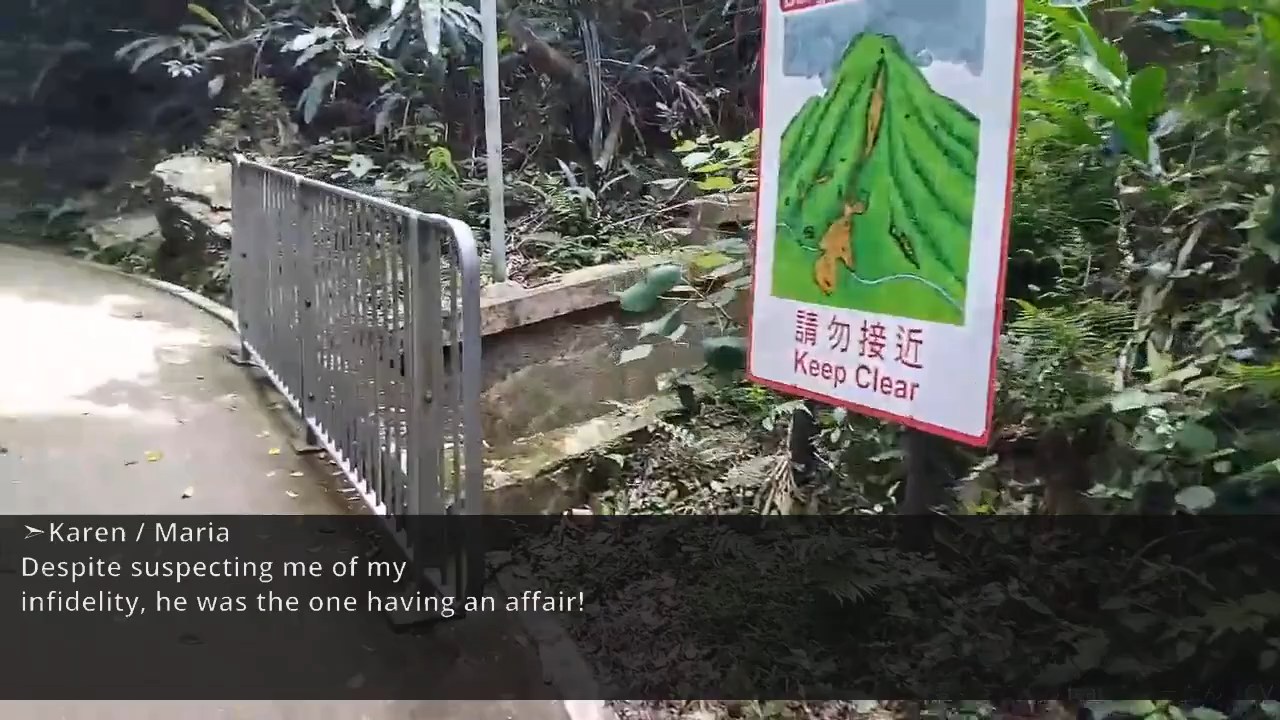 請勿接近
Keep Clear
➣Karen / Maria
Despite suspecting me of my
infidelity, he was the one having an affair!